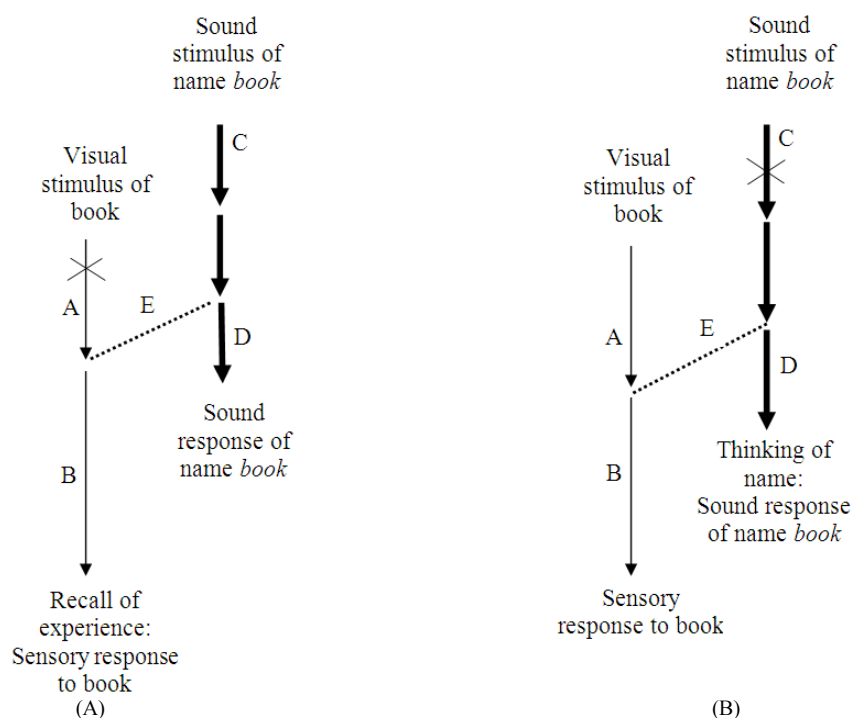 Sound
stimulus of
name book
C
Visual
stimulus of
book
A
E
D
Sound
response of
name book
B
Recall of
experience:
Sensory response
to book
(A)
Sound
stimulus of
name book
C
Visual
stimulus of
book
A
E
D
Thinking of
name:
Sound response
of name book
B
Sensory
response to book
(B)